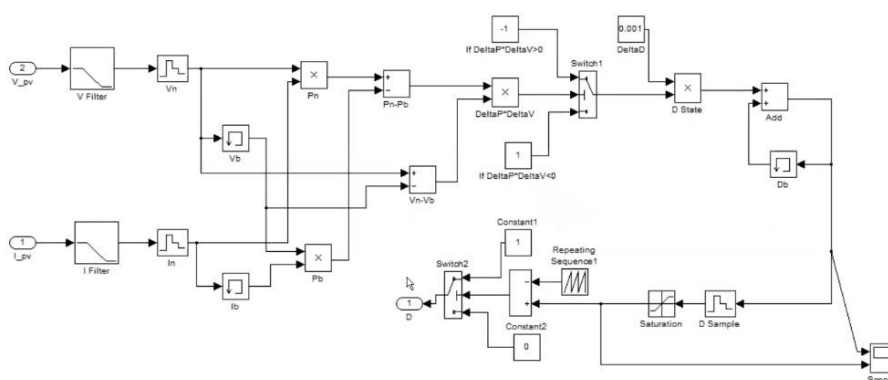 -1
If DeltaP*DeltaV>0
0.001
DeltaD
Switch1
2
V_pv
V Filter
Vn
×
Pn
+
−
Pn-Pb
×
DeltaP*DeltaV
×
D State
+
+
Add
Vb
1
If DeltaP*DeltaV<0
Db
+
−
Vn-Vb
1
I_pv
I Filter
In
×
Pb
Ib
Constant1
1
Repeating
Sequence1
Switch2
1
D
−
+
Saturation
D Sample
Constant2
0